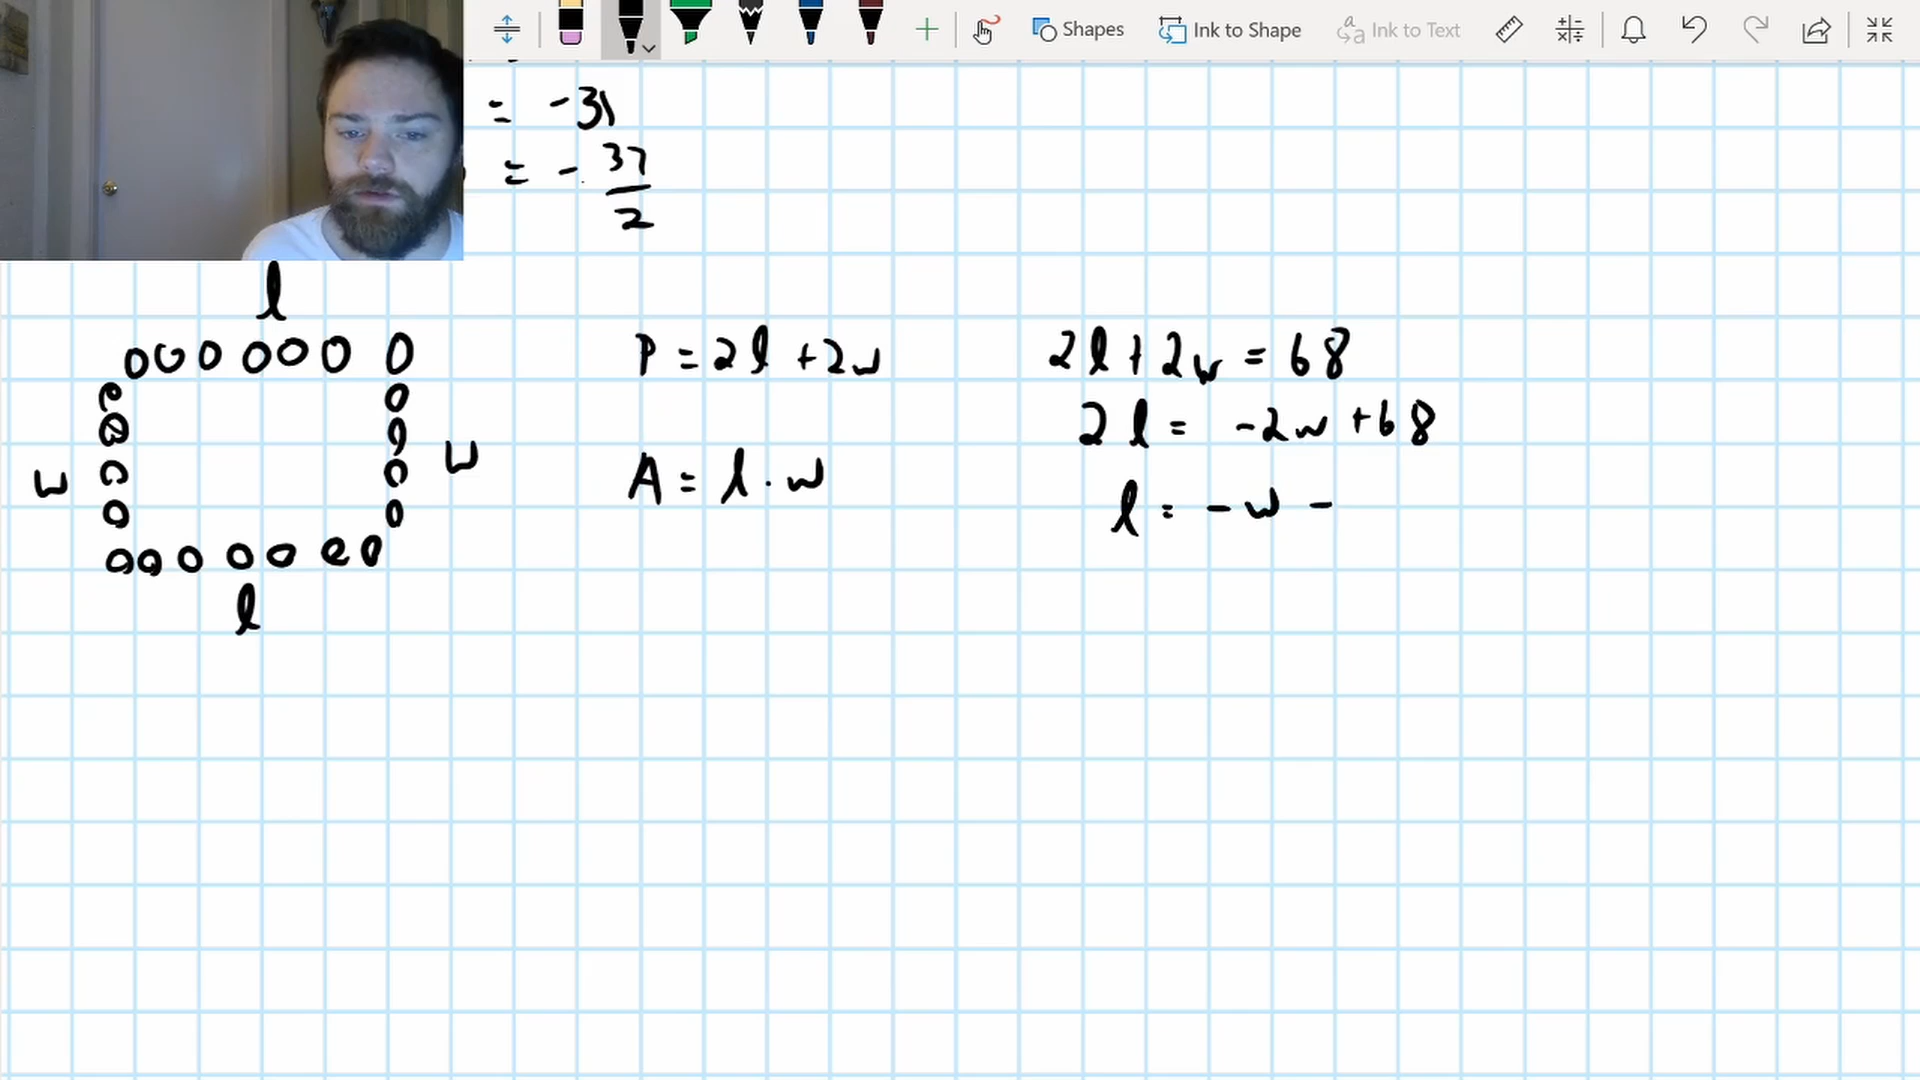 Shapes
Ink to Shape
Ink to Text
= -31
= - 37/2
l
w
w
l
P = 2l + 2w
A = l · w
2l + 2w = 68
2l = -2w + 68
l = -w -